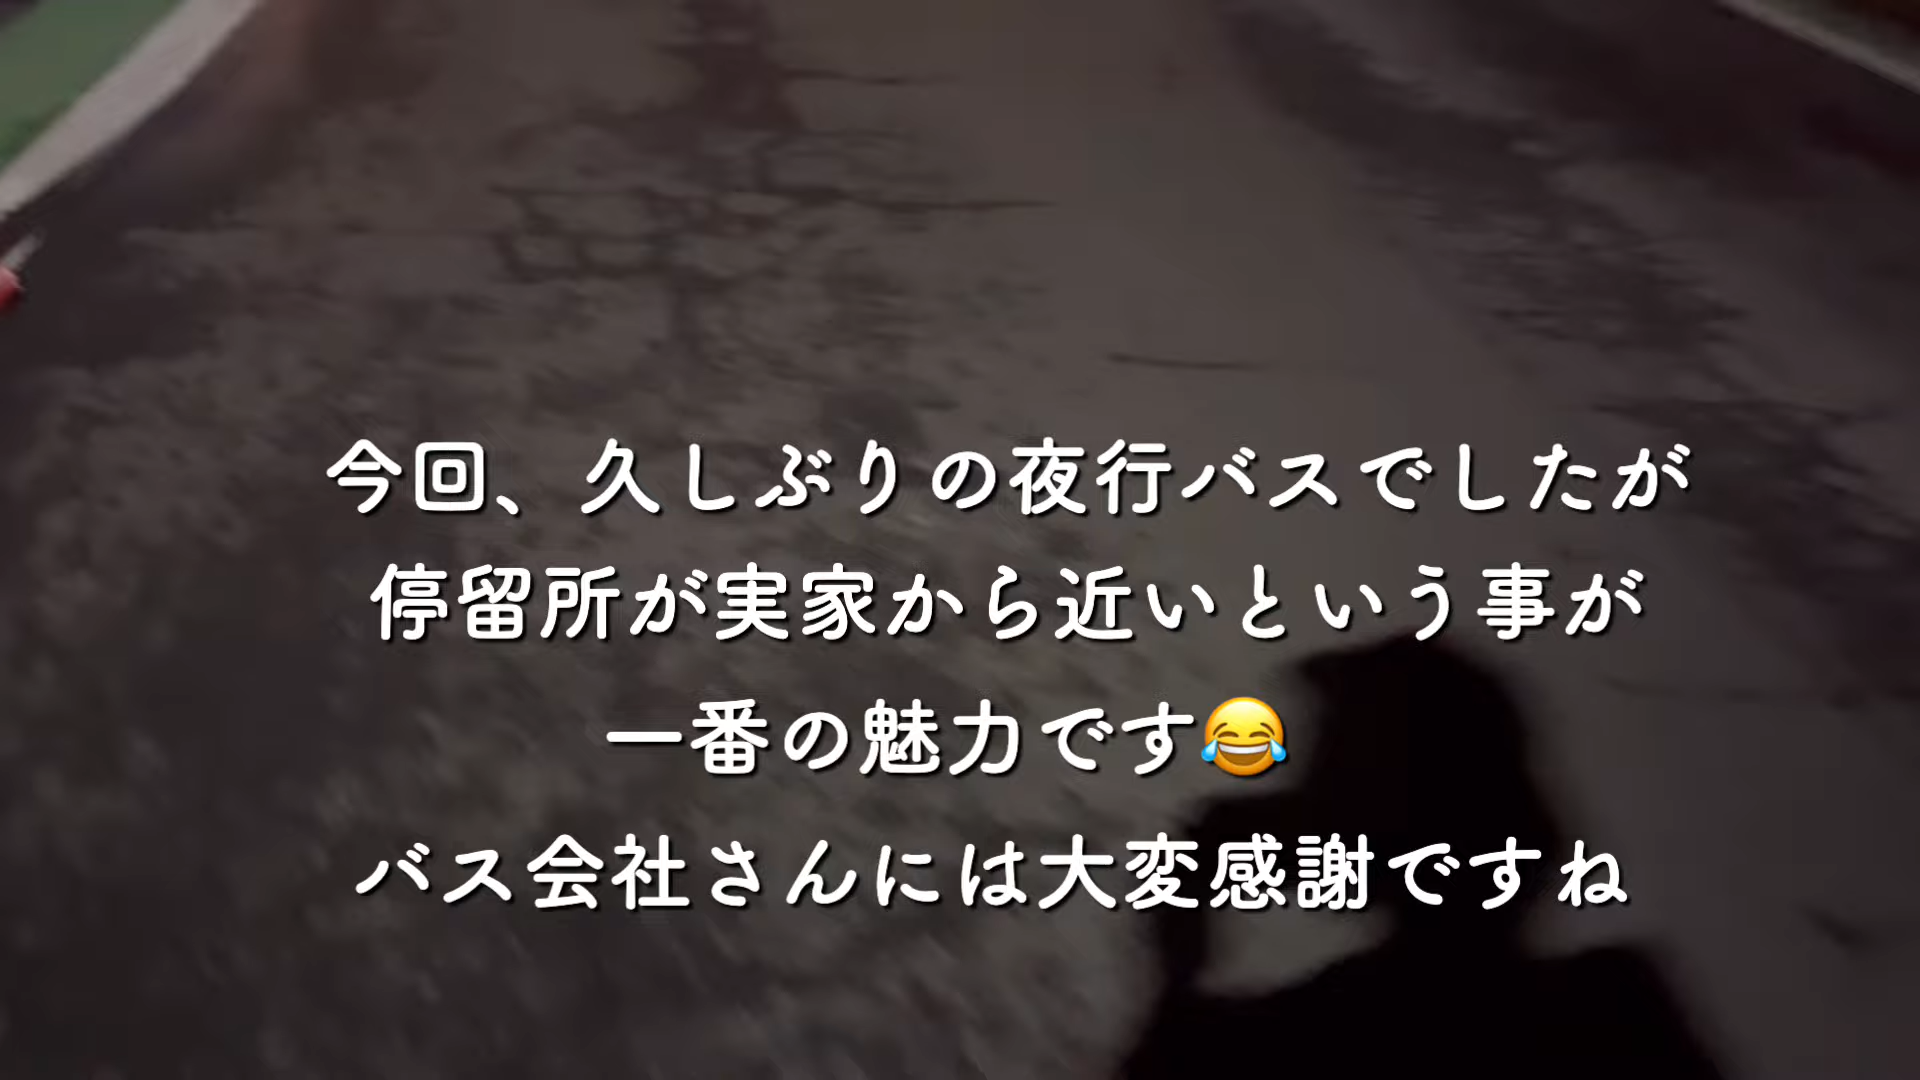 今回、久しぶりの夜行バスでしたが
停留所が実家から近いという事が
一番の魅力です😂
バス会社さんには大変感謝ですね